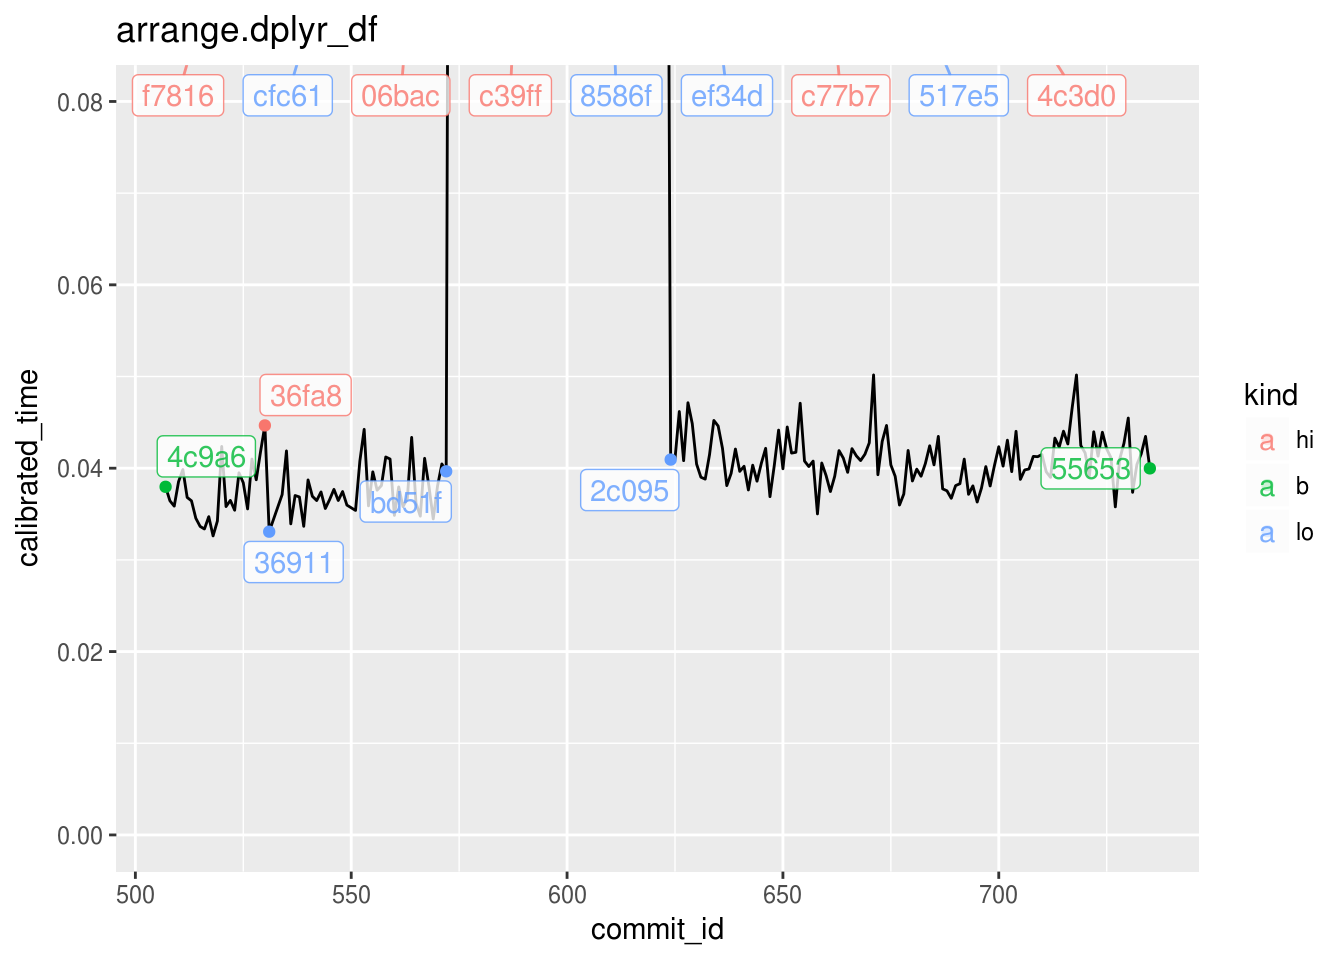 arrange.dplyr_df
f7816
cfc61
06bac
c39ff
8586f
ef34d
c77b7
517e5
4c3d0
0.08
0.06
0.04
0.02
0.00
calibrated_time
36fa8
4c9a6
bd51f
36911
2c095
55653
500
550
600
650
700
commit_id
kind
a hi
a b
a lo